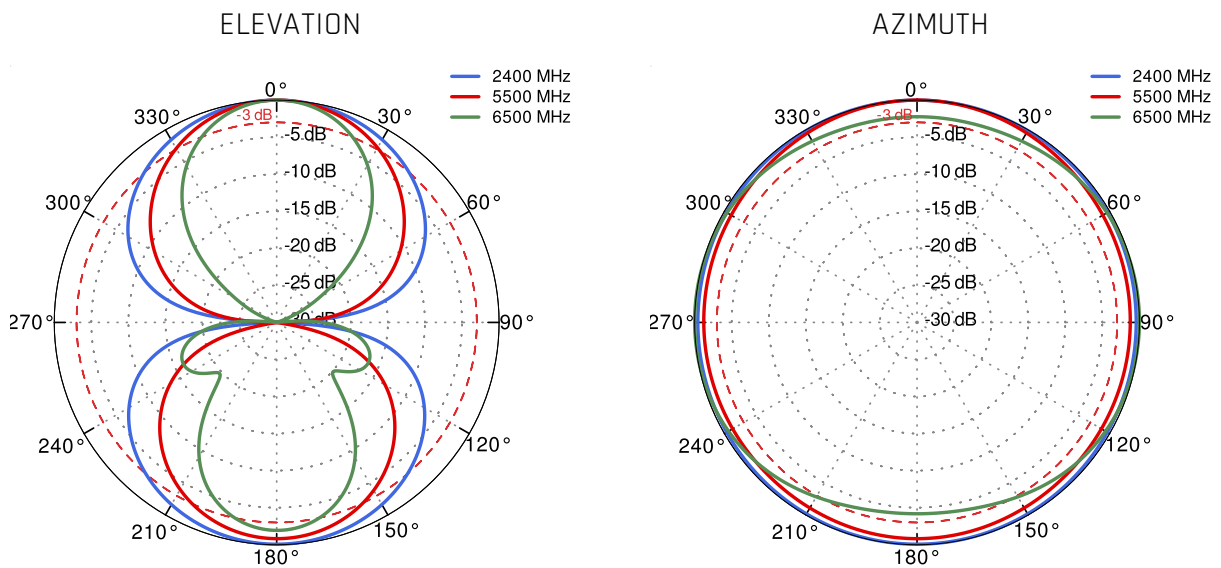 ELEVATION
2400 MHz
5500 MHz
6500 MHz
0°
330°
30°
-3 dB
-5 dB
-10 dB
300°
60°
-15 dB
-20 dB
-25 dB
-30 dB
270°
90°
240°
120°
210°
150°
180°
AZIMUTH
2400 MHz
5500 MHz
6500 MHz
0°
330°
30°
-3 dB
-5 dB
-10 dB
300°
60°
-15 dB
-20 dB
-25 dB
-30 dB
270°
90°
240°
120°
210°
150°
180°